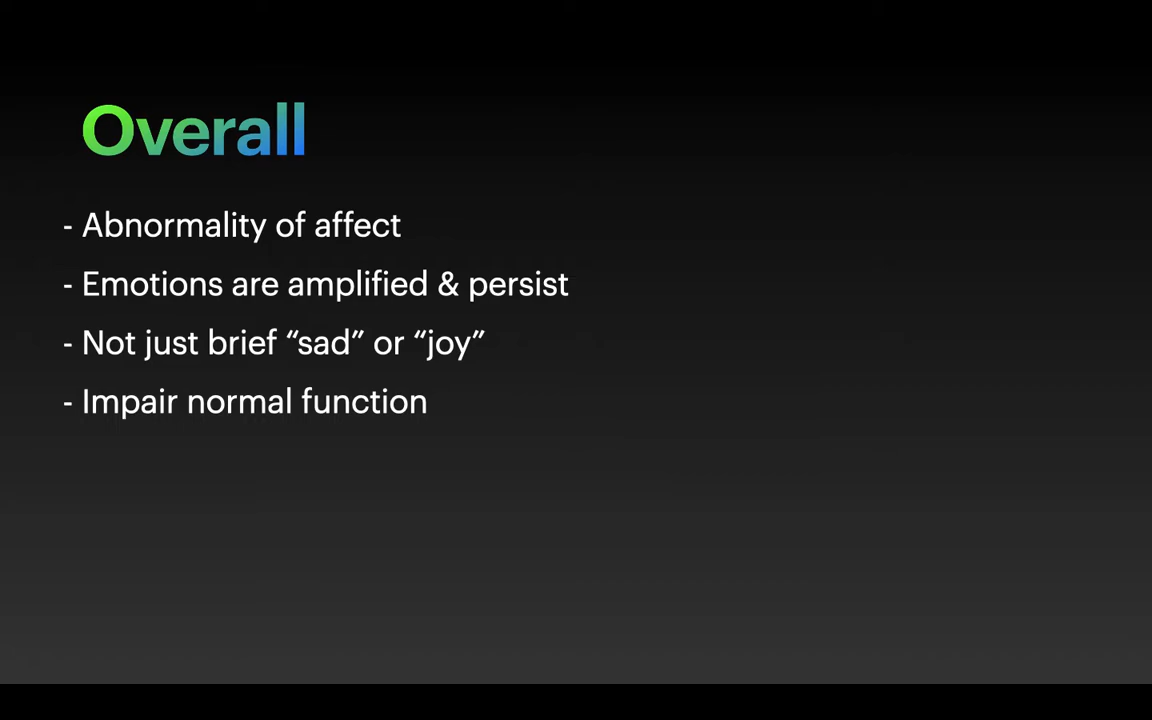 Overall
- Abnormality of affect
- Emotions are amplified & persist
- Not just brief “sad” or “joy”
- Impair normal function